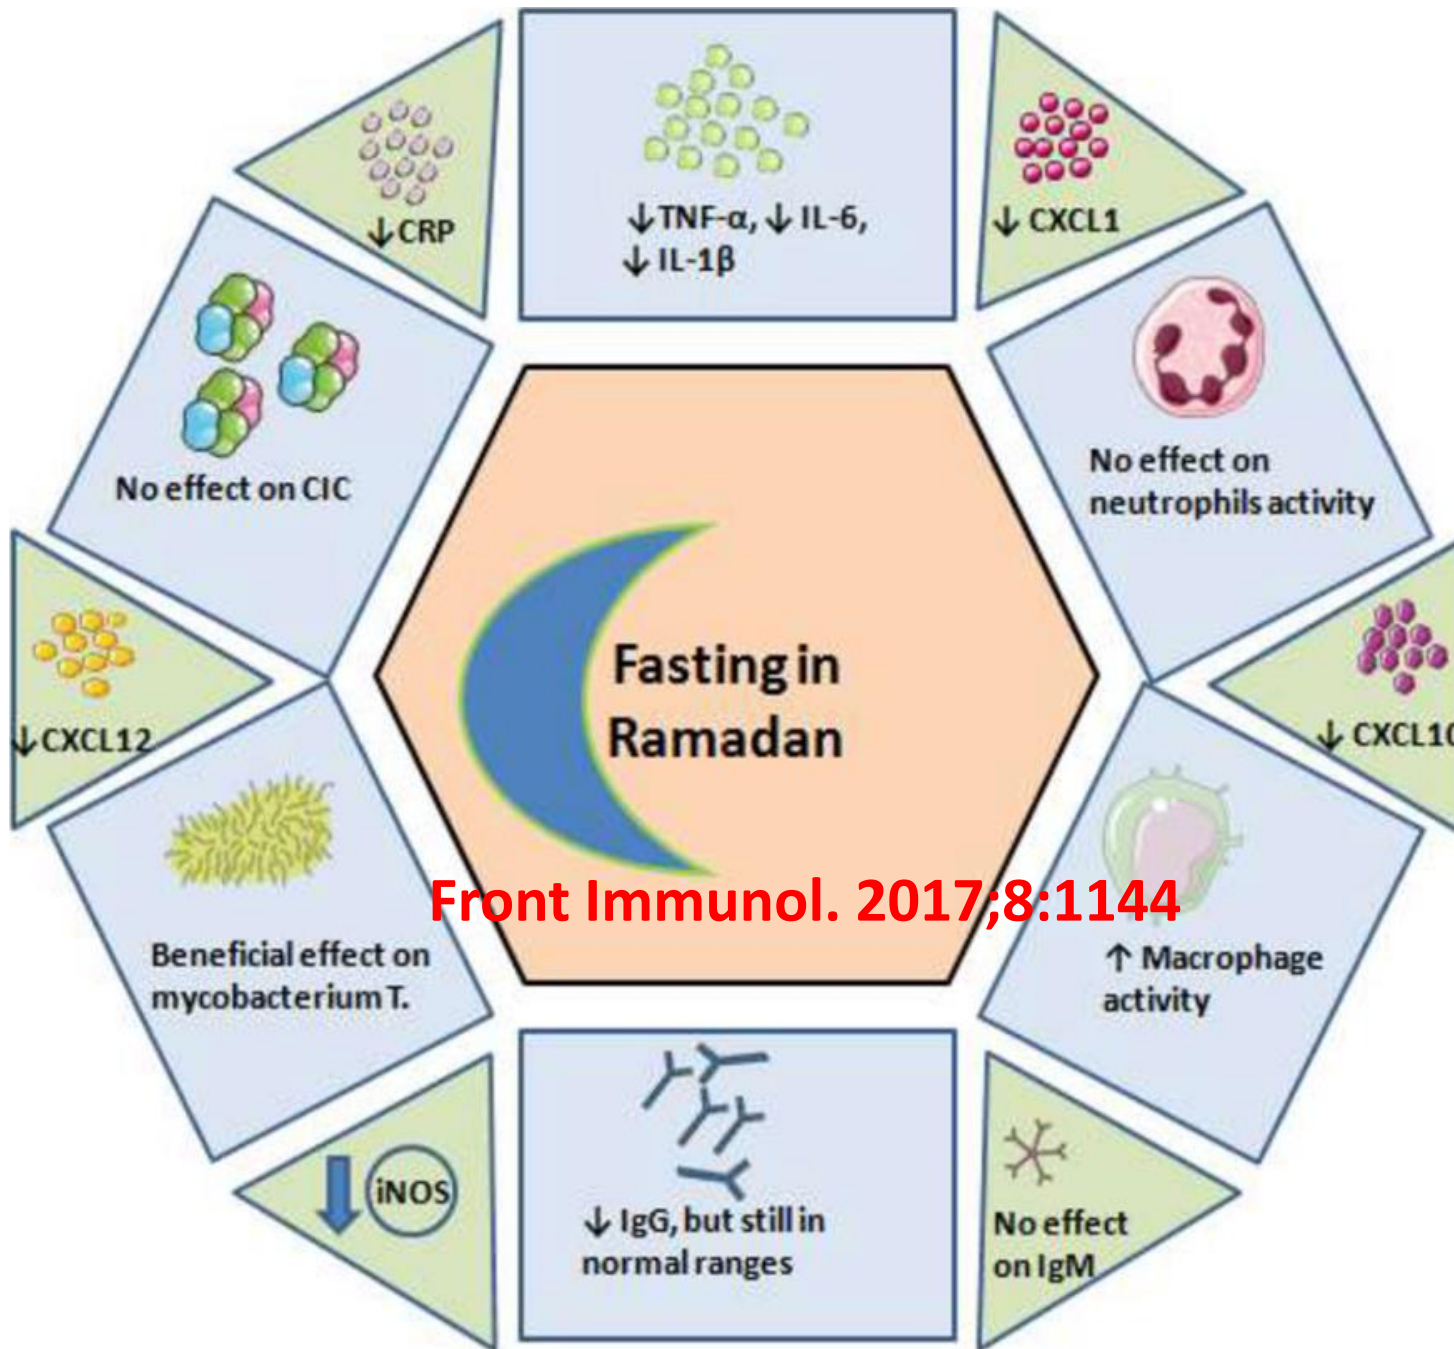 ↓CRP
↓TNF-α, ↓ IL-6,
↓ IL-1β
↓ CXCL1
No effect on CIC
No effect on
neutrophils activity
↓CXCL12
Fasting in
Ramadan
↓ CXCL10
Front Immunol. 2017;8:1144
Beneficial effect on
mycobacterium T.
↑ Macrophage
activity
iNOS
↓ IgG, but still in
normal ranges
No effect
on IgM